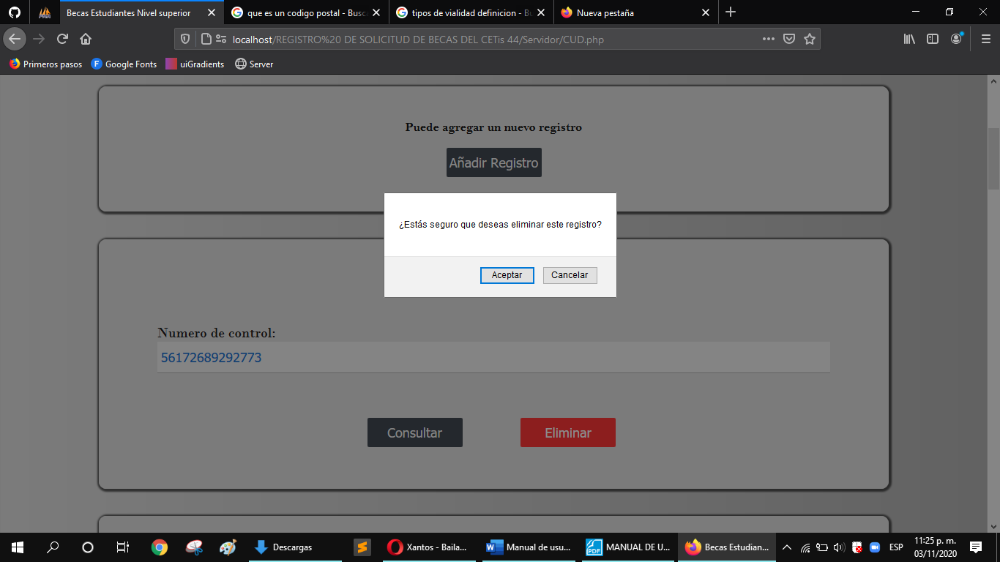 Becas Estudiantes Nivel superior
que es un codigo postal - Busc
tipos de vialidad definicion - Bu
Nueva pestaña
localhost/REGISTRO%20 DE SOLICITUD DE BECAS DEL CETis 44/Servidor/CUD.php
Primeros pasos
Google Fonts
uiGradients
Server
Puede agregar un nuevo registro
Añadir Registro
¿Estás seguro que deseas eliminar este registro?
Aceptar
Cancelar
Numero de control:
56172689292773
Consultar
Eliminar
Descargas
Xantos - Baila...
Manual de usu...
MANUAL DE U...
Becas Estudian...
ESP
11:25 p. m.
03/11/2020